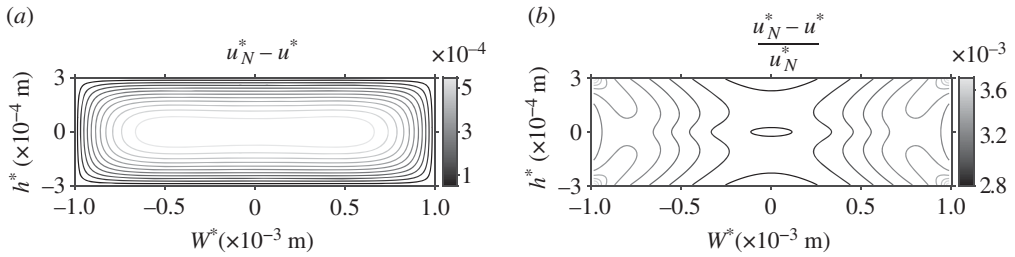 (a)
u*_N – u*
×10⁻⁴
5
3
1
3
0
−3
h* (×10⁻⁴ m)
−1.0 −0.5 0 0.5 1.0
W* (×10⁻³ m)
(b)
u*_N – u*
u*_N
×10⁻³
3.6
3.2
2.8
3
0
−3
h* (×10⁻⁴ m)
−1.0 −0.5 0 0.5 1.0
W* (×10⁻³ m)